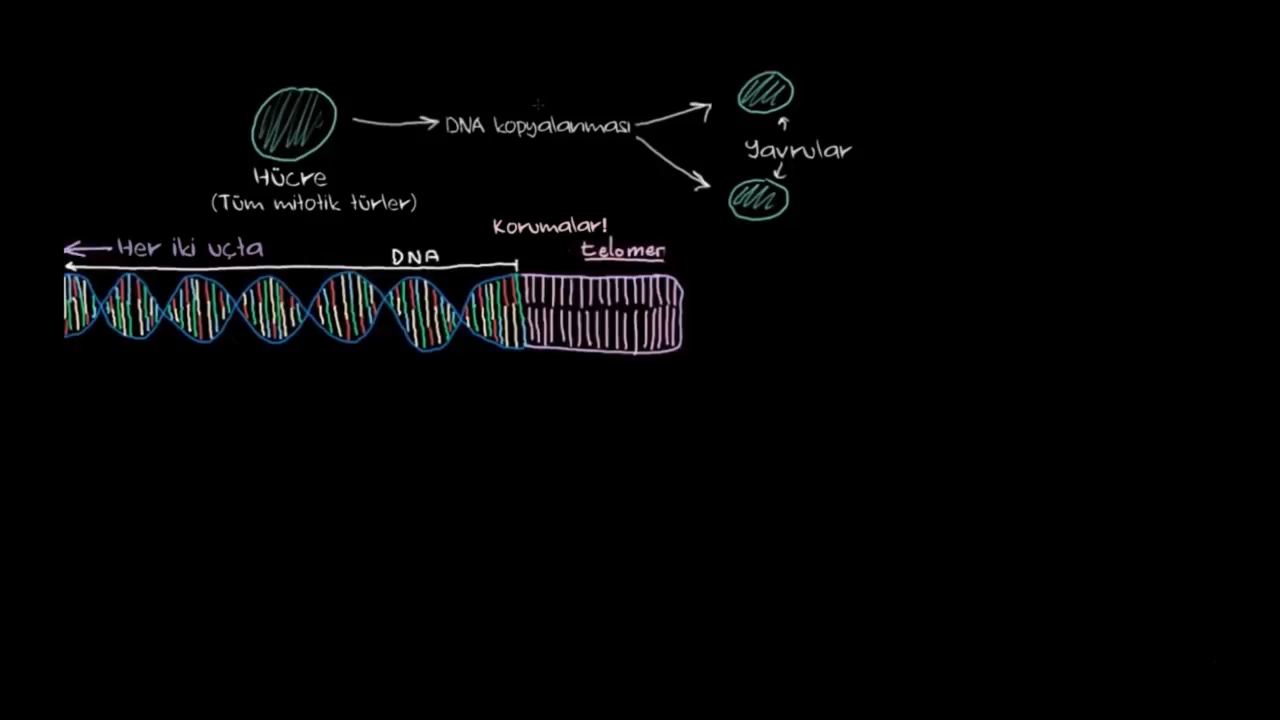 DNA kopyalanması
Yavrular
Hücre
(Tüm mitotik türler)
Korumalar!
Her iki uçta
telomer
DNA